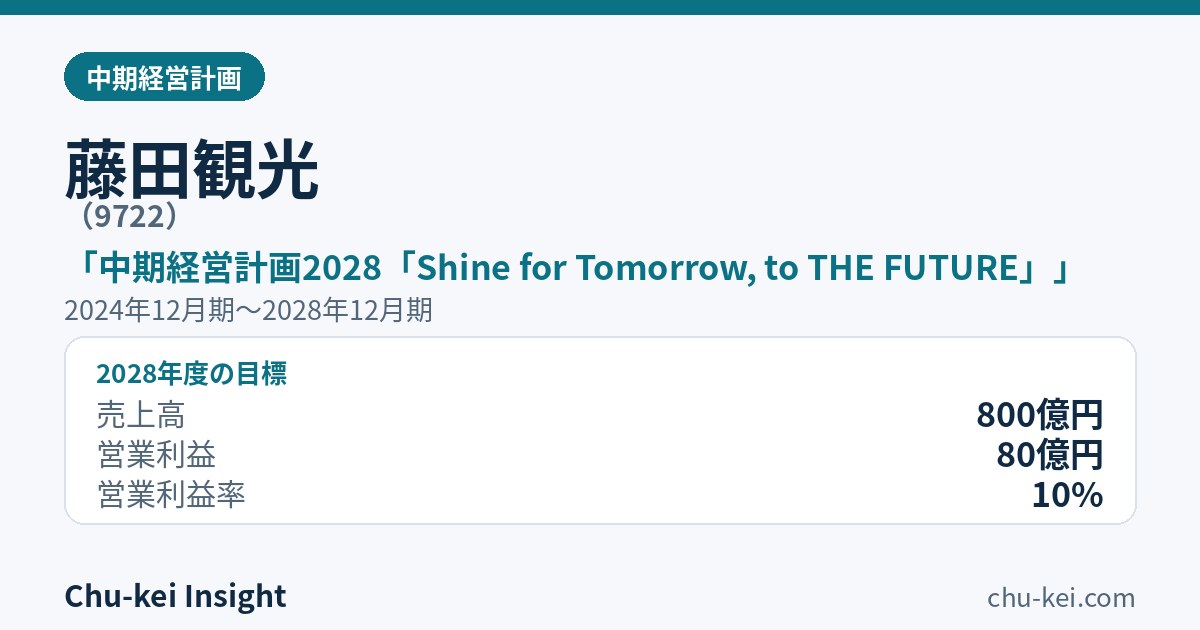 中期経営計画
藤田観光
（9722）
「中期経営計画2028「Shine for Tomorrow, to THE FUTURE」」
2024年12月期～2028年12月期
2028年度の目標
売上高 800億円
営業利益 80億円
営業利益率 10%
Chu-kei Insight chu-kei.com